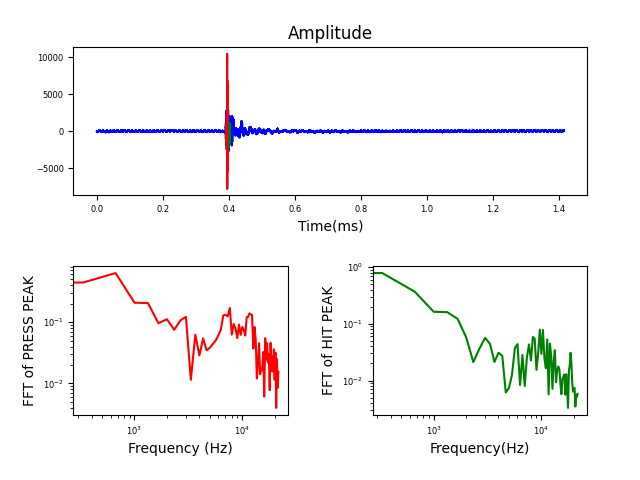 Amplitude
10000
5000
0
−5000
0.0 0.2 0.4 0.6 0.8 1.0 1.2 1.4
Time(ms)
FFT of PRESS PEAK
10⁻¹
10⁻²
10³ 10⁴
Frequency (Hz)
FFT of HIT PEAK
10⁰
10⁻¹
10⁻²
10³ 10⁴
Frequency(Hz)